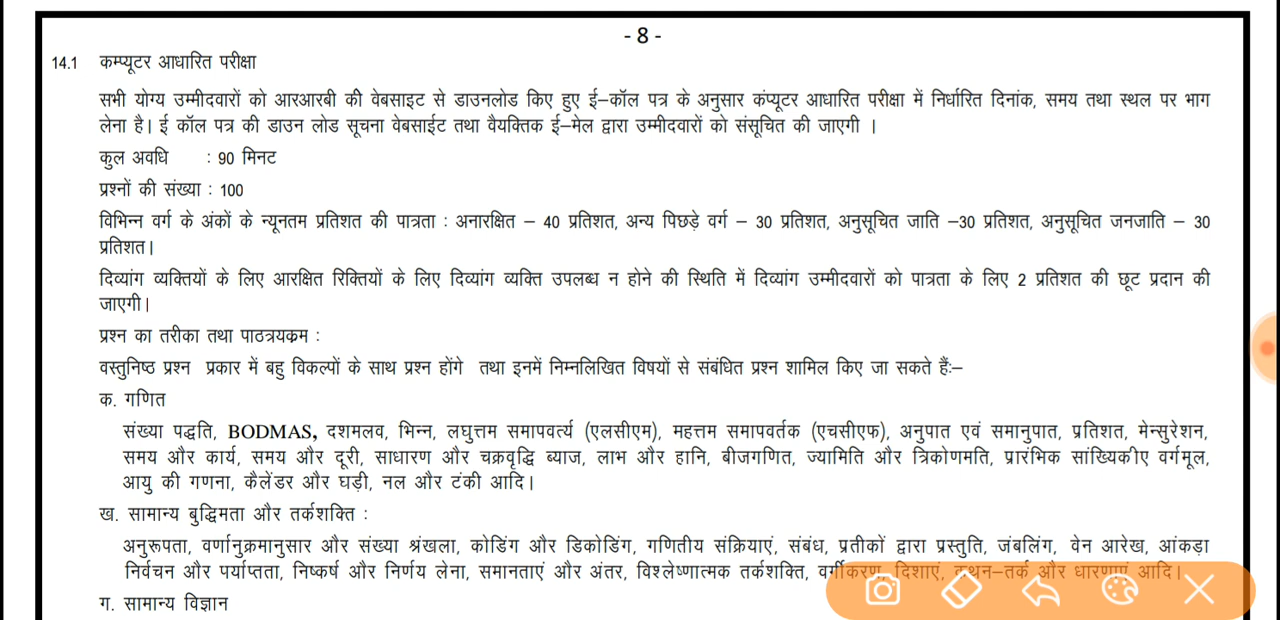 - 8 -
14.1 कम्प्यूटर आधारित परीक्षा
सभी योग्य उम्मीदवारों को आरआरबी की वेबसाइट से डाउनलोड किए हुए ई–कॉल पत्र के अनुसार कंप्यूटर आधारित परीक्षा में निर्धारित दिनांक, समय तथा स्थल पर भाग
लेना है। ई कॉल पत्र की डाउन लोड सूचना वेबसाईट तथा वैयक्तिक ई–मेल द्वारा उम्मीदवारों को संसूचित की जाएगी ।
कुल अवधि : 90 मिनट
प्रश्नों की संख्या : 100
विभिन्न वर्ग के अंकों के न्यूनतम प्रतिशत की पात्रता : अनारक्षित – 40 प्रतिशत, अन्य पिछड़े वर्ग – 30 प्रतिशत, अनुसूचित जाति –30 प्रतिशत, अनुसूचित जनजाति – 30
प्रतिशत।
दिव्यांग व्यक्तियों के लिए आरक्षित रिक्तियों के लिए दिव्यांग व्यक्ति उपलब्ध न होने की स्थिति में दिव्यांग उम्मीदवारों को पात्रता के लिए 2 प्रतिशत की छूट प्रदान की
जाएगी।
प्रश्न का तरीका तथा पाठत्रयकम :
वस्तुनिष्ठ प्रश्न प्रकार में बहु विकल्पों के साथ प्रश्न होंगे तथा इनमें निम्नलिखित विषयों से संबंधित प्रश्न शामिल किए जा सकते हैं:–
क. गणित
संख्या पद्धति, BODMAS, दशमलव, भिन्न, लघुत्तम समापवर्त्य (एलसीएम), महत्तम समापवर्तक (एचसीएफ), अनुपात एवं समानुपात, प्रतिशत, मेन्सुरेशन,
समय और कार्य, समय और दूरी, साधारण और चक्रवृद्धि ब्याज, लाभ और हानि, बीजगणित, ज्यामिति और त्रिकोणमति, प्रारंभिक सांख्यिकीए वर्गमूल,
आयु की गणना, कैलेंडर और घड़ी, नल और टंकी आदि।
ख. सामान्य बुद्धिमता और तर्कशक्ति :
अनुरूपता, वर्णानुक्रमानुसार और संख्या श्रंखला, कोडिंग और डिकोडिंग, गणितीय संक्रियाएं, संबंध, प्रतीकों द्वारा प्रस्तुति, जंबलिंग, वेन आरेख, आंकड़ा
निर्वचन और पर्याप्तता, निष्कर्ष और निर्णय लेना, समानताएं और अंतर, विश्लेष्णात्मक तर्कशक्ति, वर्गीकरण, दिशाएं, कथन–तर्क और धारणाएं आदि।
ग. सामान्य विज्ञान